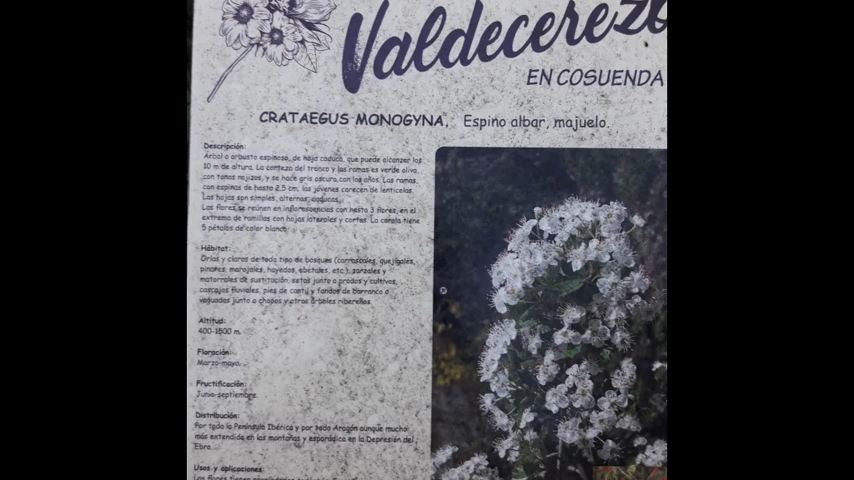 Valdecerezo
EN COSUENDA
CRATAEGUS MONOGYNA, Espino albar, majuelo.
Descripción:
Árbol o arbusto espinoso, de hoja caduca, que puede alcanzar los
10 m de altura. La corteza del tronco y las ramas es verde oliva,
con tonos rojizos, y se hace gris oscura con los años. Las ramas,
con espinas de hasta 2,5 cm, las jóvenes carecen de lenticelas.
Las hojas son simples, alternas, caducas.
Las flores se reúnen en inflorescencias con hasta 3 flores, en el
extremo de ramillas con hojas laterales y cortas. La corola tiene
5 pétalos de color blanco.
Hábitat:
Orlas y claros de todo tipo de bosques (carrascales, quejigales,
pinares, marojales, hayedos, abetales, etc.), zarzales y
matorrales de sustitución, setos junto a prados y cultivos,
cascajos fluviales, pies de cantil y fondos de barranco o
vaguadas junto a chopos y otros árboles ribereños.
Altitud:
400-1800 m.
Floración:
Marzo-mayo.
Fructificación:
Junio-septiembre.
Distribución:
Por toda la Península Ibérica y por todo Aragón aunque mucho
más extendida en las montañas y esporádica en la Depresión del
Ebro.
Usos y aplicaciones:
Las flores tienen